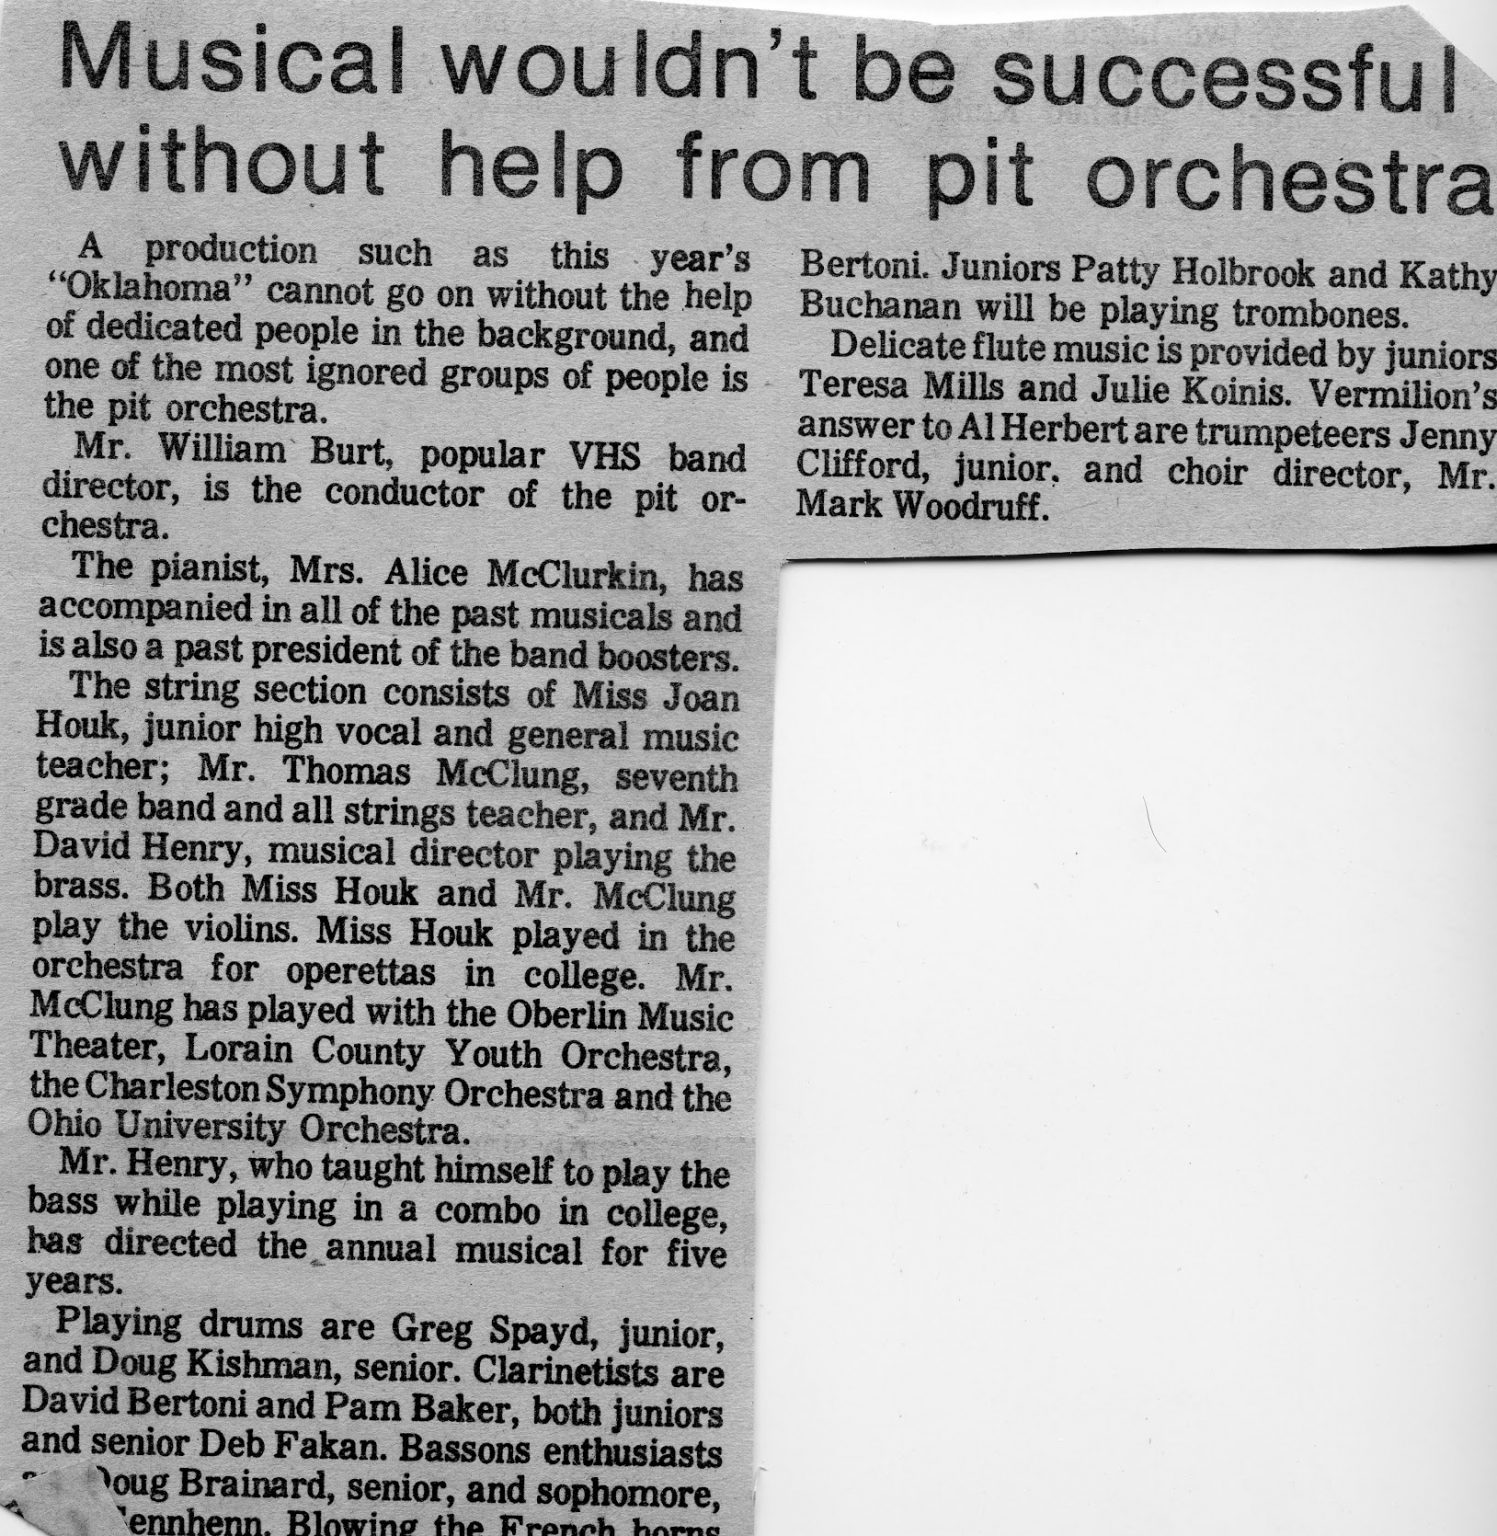 Musical wouldn't be successful
without help from pit orchestra
A production such as this year's
"Oklahoma" cannot go on without the help
of dedicated people in the background, and
one of the most ignored groups of people is
the pit orchestra.
Mr. William Burt, popular VHS band
director, is the conductor of the pit or-
chestra.
The pianist, Mrs. Alice McClurkin, has
accompanied in all of the past musicals and
is also a past president of the band boosters.
The string section consists of Miss Joan
Houk, junior high vocal and general music
teacher; Mr. Thomas McClung, seventh
grade band and all strings teacher, and Mr.
David Henry, musical director playing the
brass. Both Miss Houk and Mr. McClung
play the violins. Miss Houk played in the
orchestra for operettas in college. Mr.
McClung has played with the Oberlin Music
Theater, Lorain County Youth Orchestra,
the Charleston Symphony Orchestra and the
Ohio University Orchestra.
Mr. Henry, who taught himself to play the
bass while playing in a combo in college,
has directed the annual musical for five
years.
Playing drums are Greg Spayd, junior,
and Doug Kishman, senior. Clarinetists are
David Bertoni and Pam Baker, both juniors
and senior Deb Fakan. Bassons enthusiasts
Doug Brainard, senior, and sophomore,
Blowing the French horns
Bertoni. Juniors Patty Holbrook and Kathy
Buchanan will be playing trombones.
Delicate flute music is provided by juniors
Teresa Mills and Julie Koinis. Vermilion's
answer to Al Herbert are trumpeteers Jenny
Clifford, junior, and choir director, Mr.
Mark Woodruff.